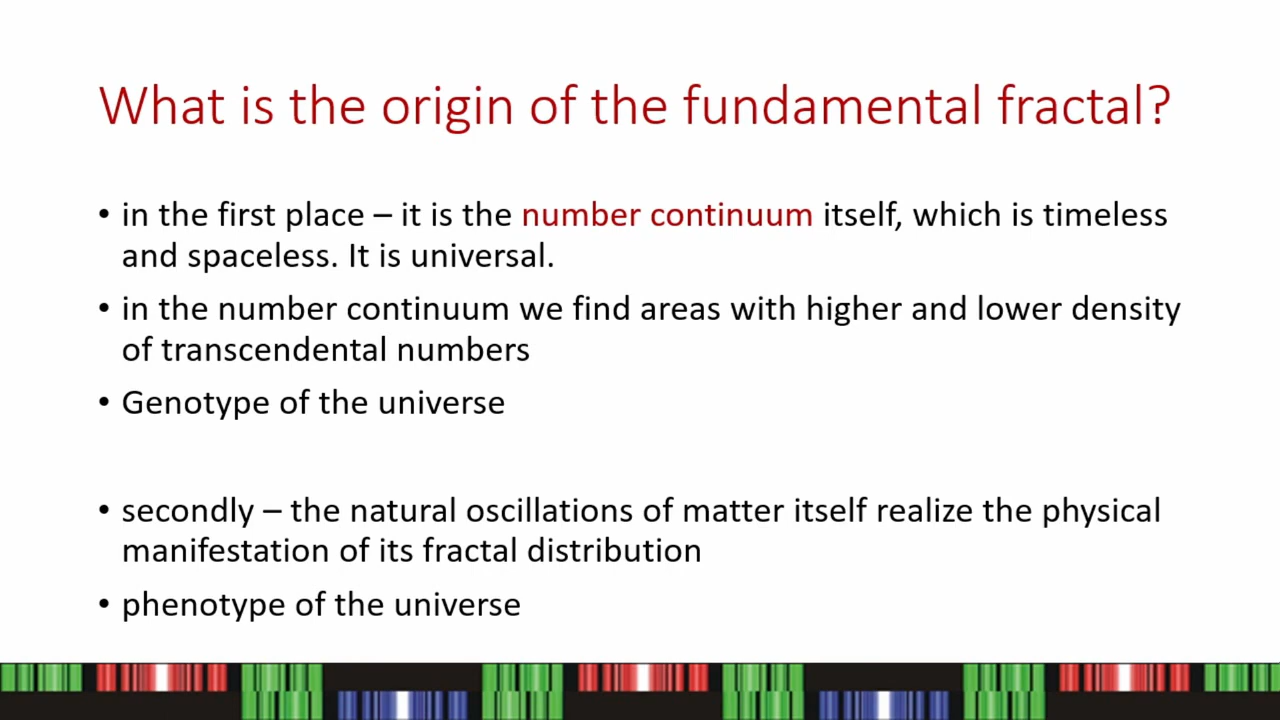 What is the origin of the fundamental fractal?
• in the first place – it is the number continuum itself, which is timeless
and spaceless. It is universal.
• in the number continuum we find areas with higher and lower density
of transcendental numbers
• Genotype of the universe
• secondly – the natural oscillations of matter itself realize the physical
manifestation of its fractal distribution
• phenotype of the universe